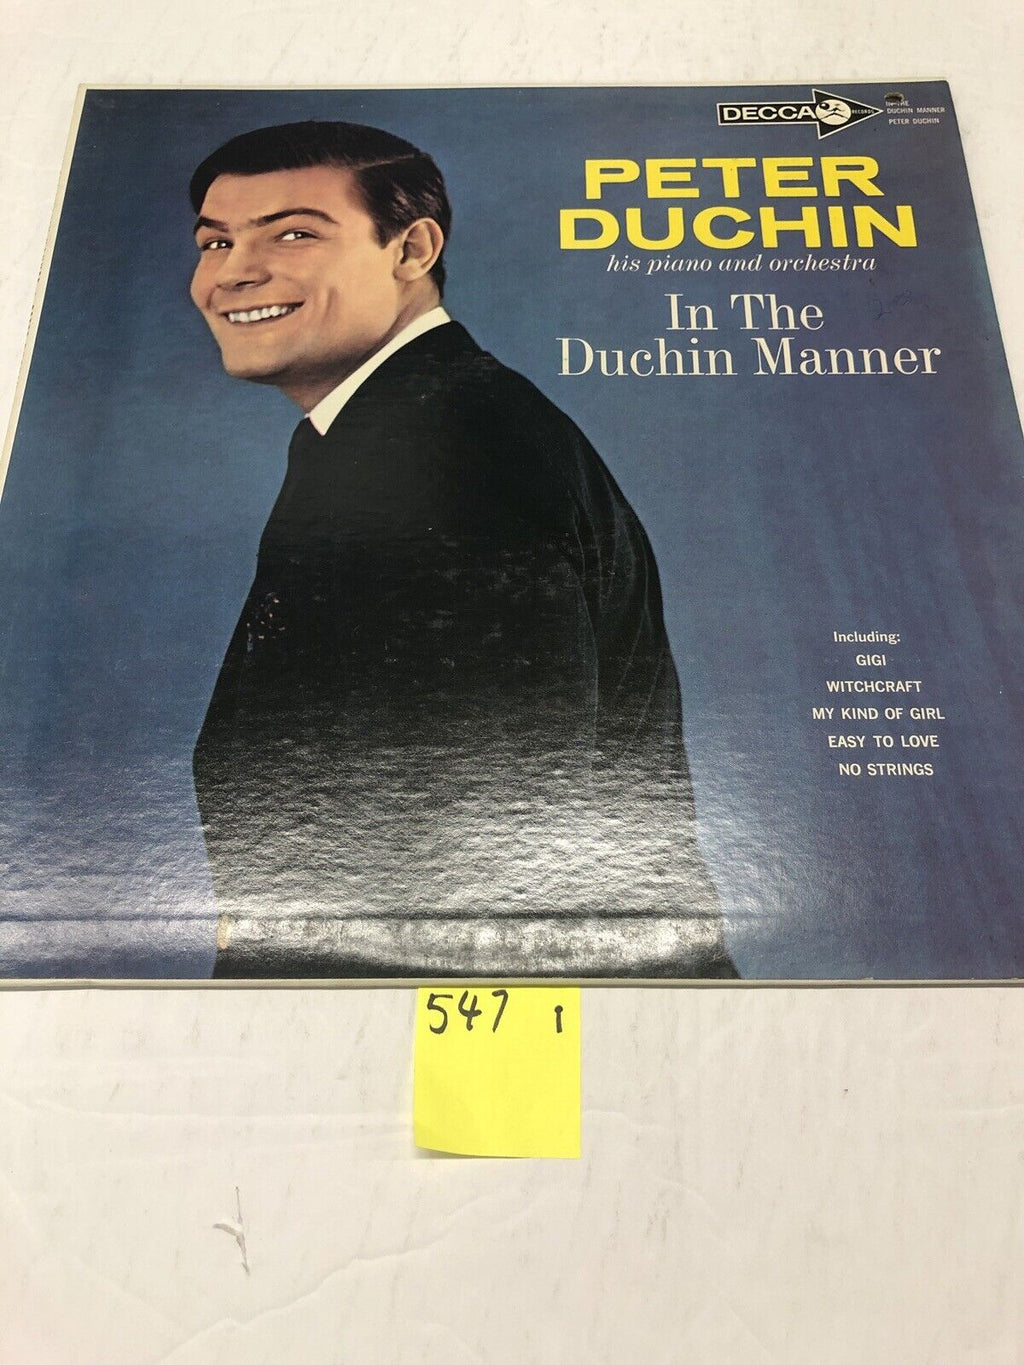 DECCA RECORDS
IN THE
DUCHIN MANNER
PETER DUCHIN
PETER
DUCHIN
his piano and orchestra
In The
Duchin Manner
Including:
GIGI
WITCHCRAFT
MY KIND OF GIRL
EASY TO LOVE
NO STRINGS
547 1